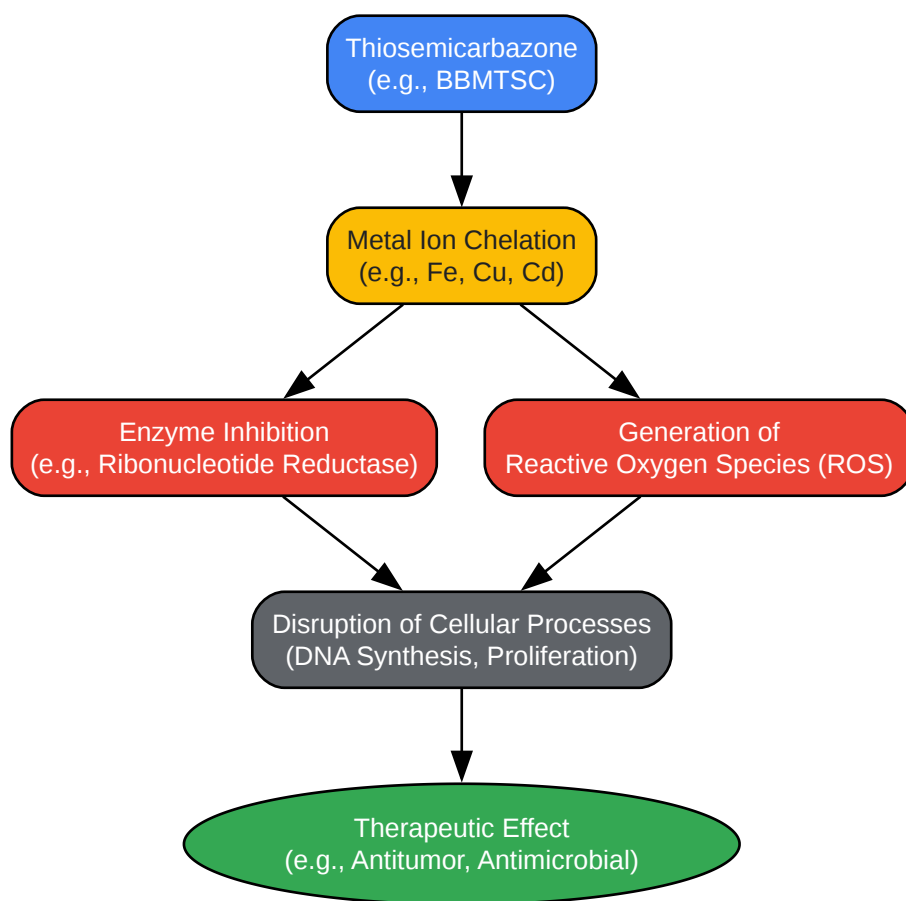 Thiosemicarbazone
(e.g., BBMTSC)
Metal Ion Chelation
(e.g., Fe, Cu, Cd)
Enzyme Inhibition
(e.g., Ribonucleotide Reductase)
Generation of
Reactive Oxygen Species (ROS)
Disruption of Cellular Processes
(DNA Synthesis, Proliferation)
Therapeutic Effect
(e.g., Antitumor, Antimicrobial)